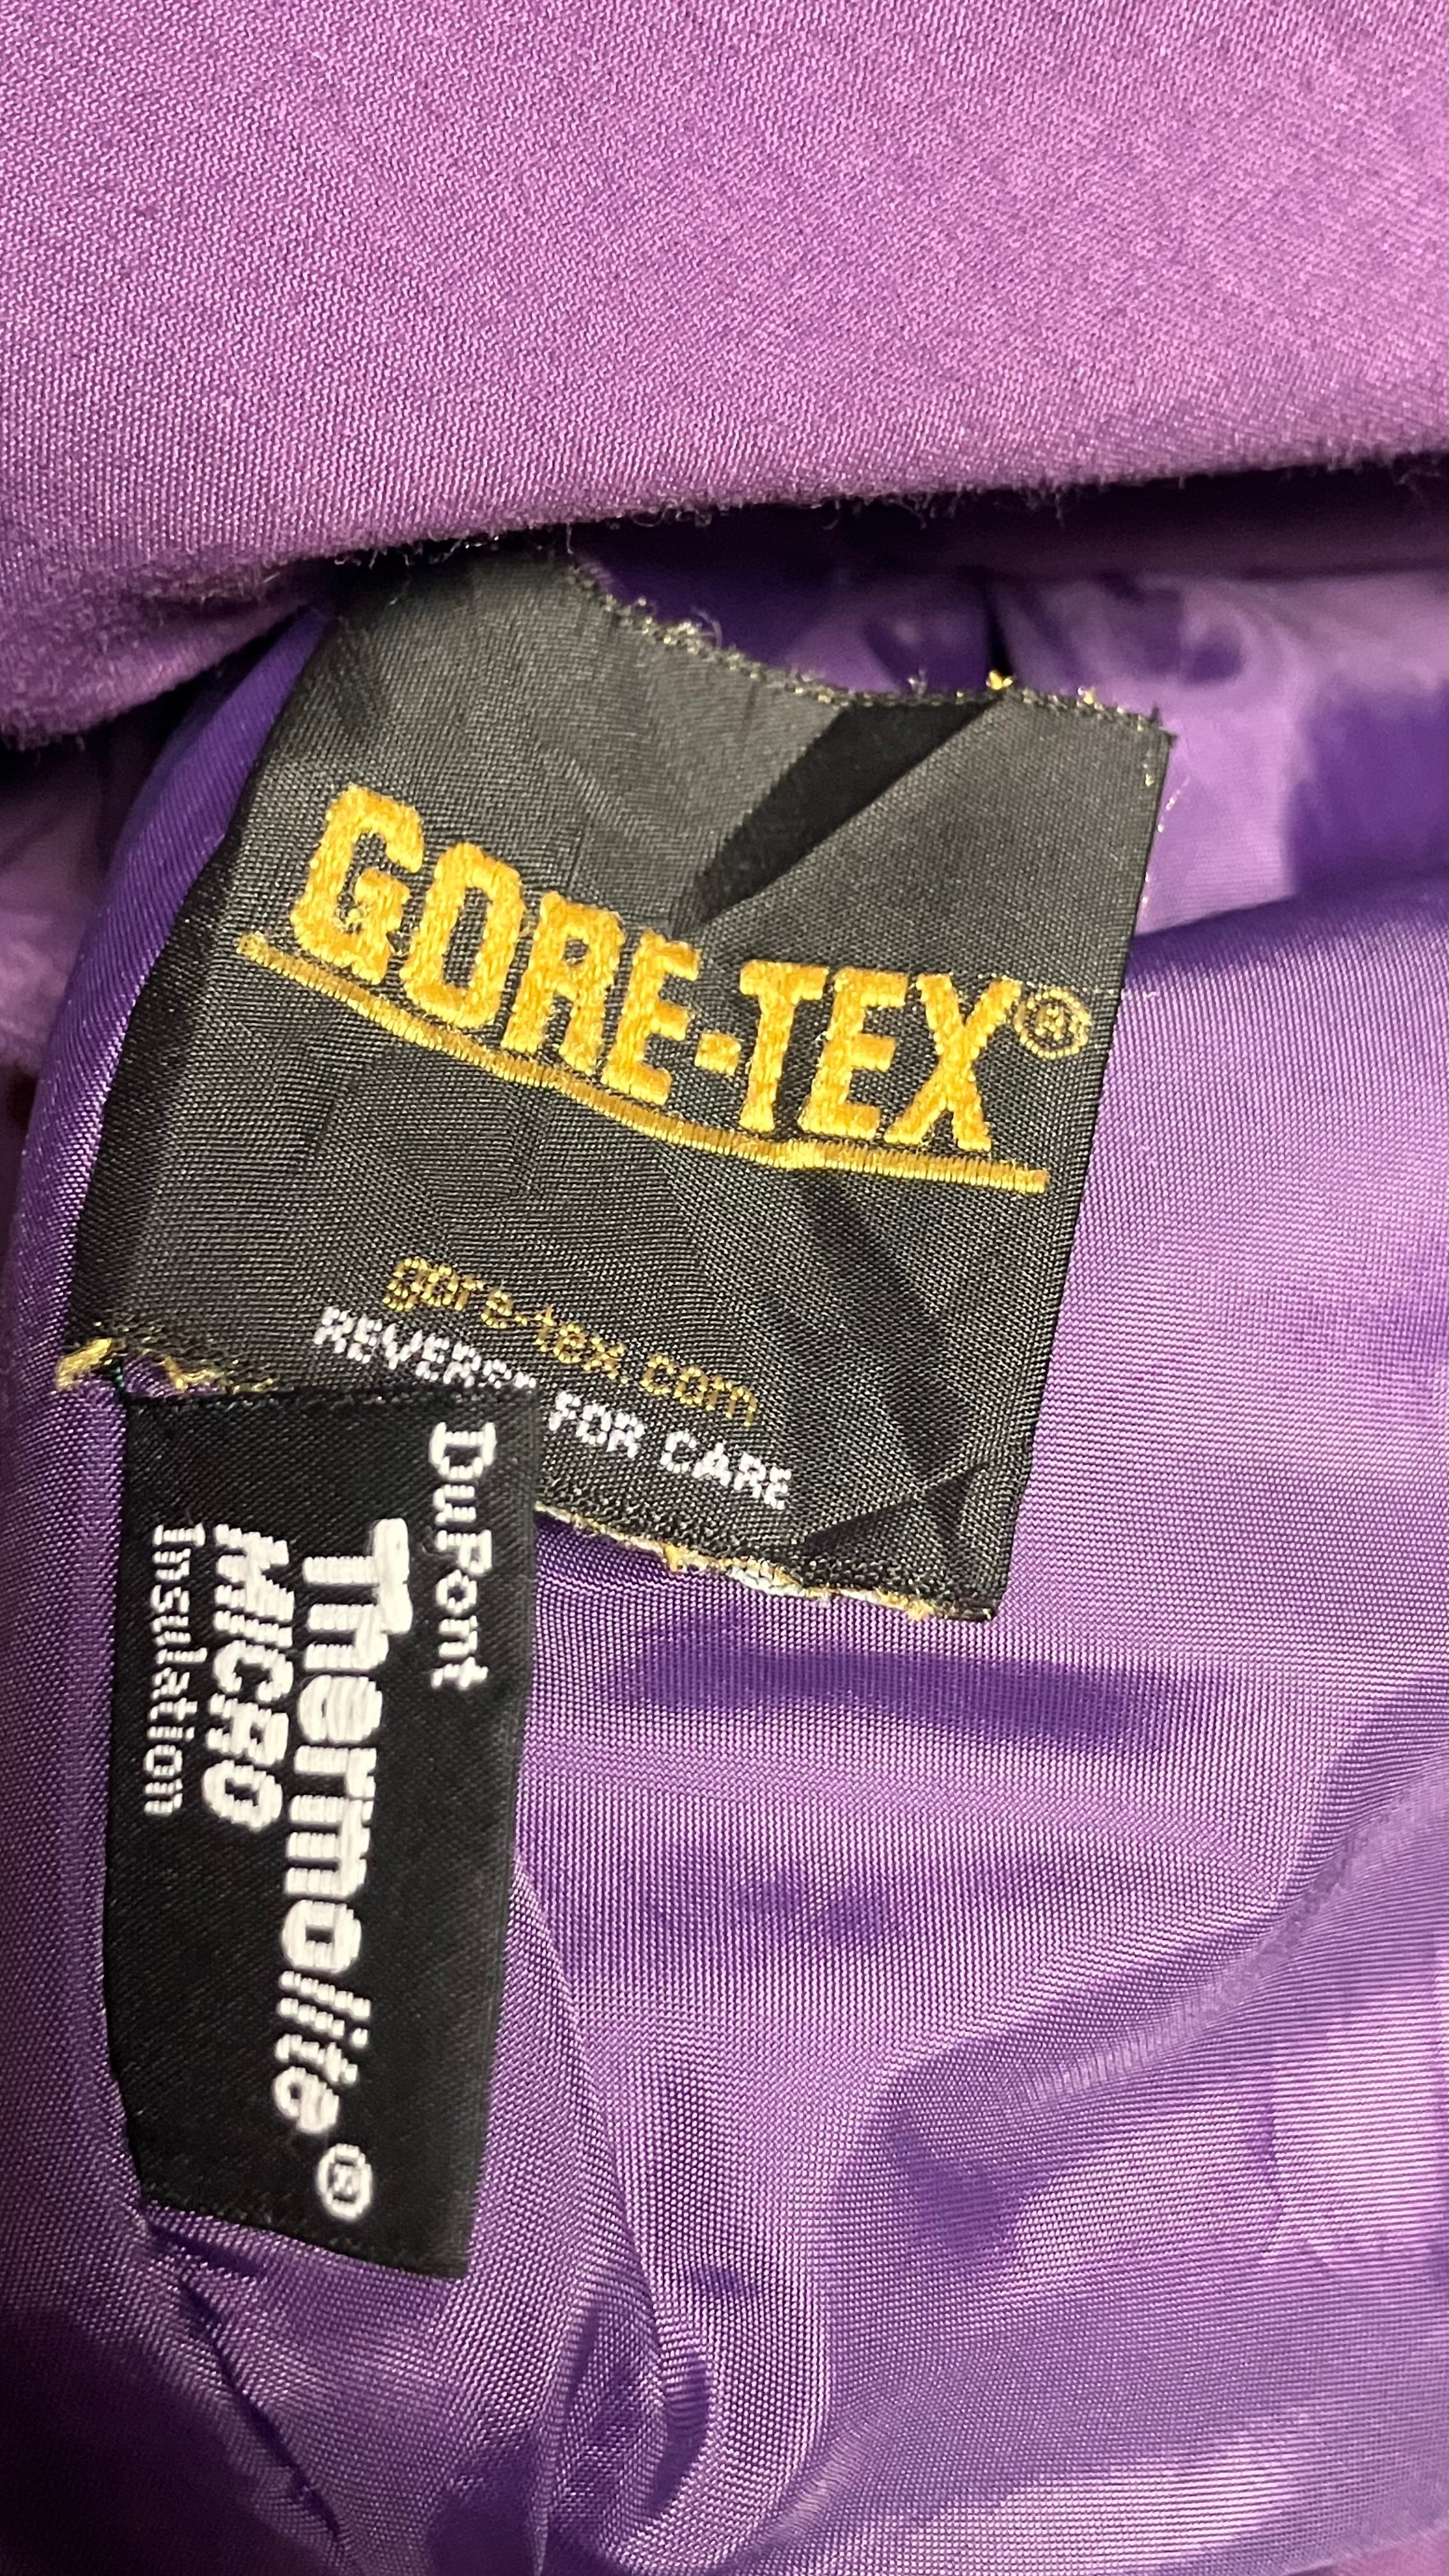 GORE-TEX®
gore-tex.com
REVERSE FOR CARE
DuPont
Thermolite®
MICRO
Insulation